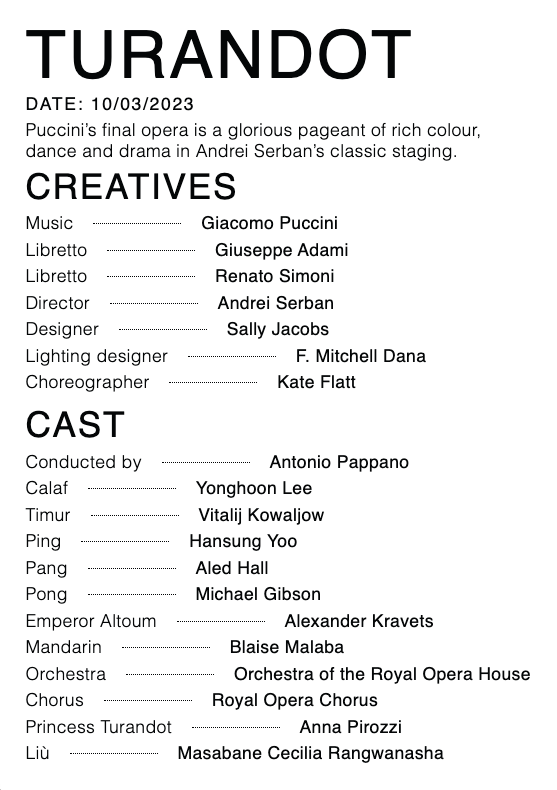 TURANDOT
DATE: 10/03/2023
Puccini’s final opera is a glorious pageant of rich colour,
dance and drama in Andrei Serban’s classic staging.
CREATIVES
Music Giacomo Puccini
Libretto Giuseppe Adami
Libretto Renato Simoni
Director Andrei Serban
Designer Sally Jacobs
Lighting designer F. Mitchell Dana
Choreographer Kate Flatt
CAST
Conducted by Antonio Pappano
Calaf Yonghoon Lee
Timur Vitalij Kowaljow
Ping Hansung Yoo
Pang Aled Hall
Pong Michael Gibson
Emperor Altoum Alexander Kravets
Mandarin Blaise Malaba
Orchestra Orchestra of the Royal Opera House
Chorus Royal Opera Chorus
Princess Turandot Anna Pirozzi
Liù Masabane Cecilia Rangwanasha